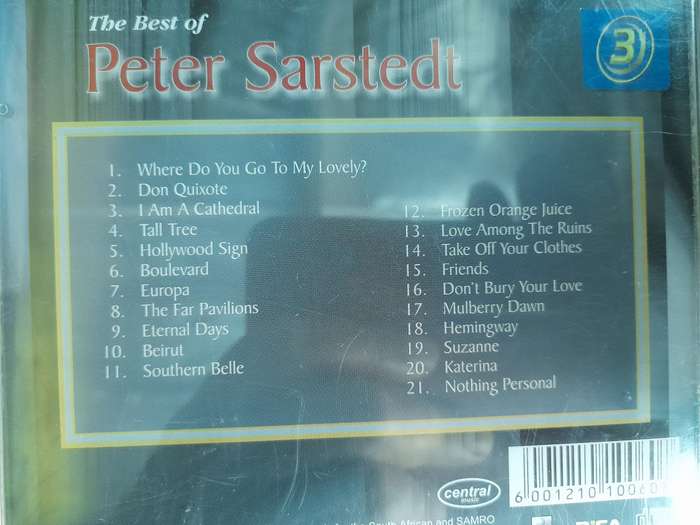 The Best of
Peter Sarstedt
3
1. Where Do You Go To My Lovely?
2. Don Quixote
3. I Am A Cathedral
4. Tall Tree
5. Hollywood Sign
6. Boulevard
7. Europa
8. The Far Pavilions
9. Eternal Days
10. Beirut
11. Southern Belle
12. Frozen Orange Juice
13. Love Among The Ruins
14. Take Off Your Clothes
15. Friends
16. Don't Bury Your Love
17. Mulberry Dawn
18. Hemingway
19. Suzanne
20. Katerina
21. Nothing Personal
central
music
6 001210 10060
South African and SAMRO